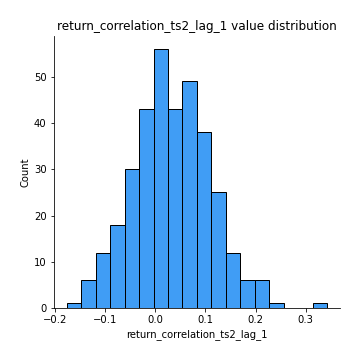 return_correlation_ts2_lag_1 value distribution
Count
50
40
30
20
10
0
−0.2 −0.1 0.0 0.1 0.2 0.3
return_correlation_ts2_lag_1